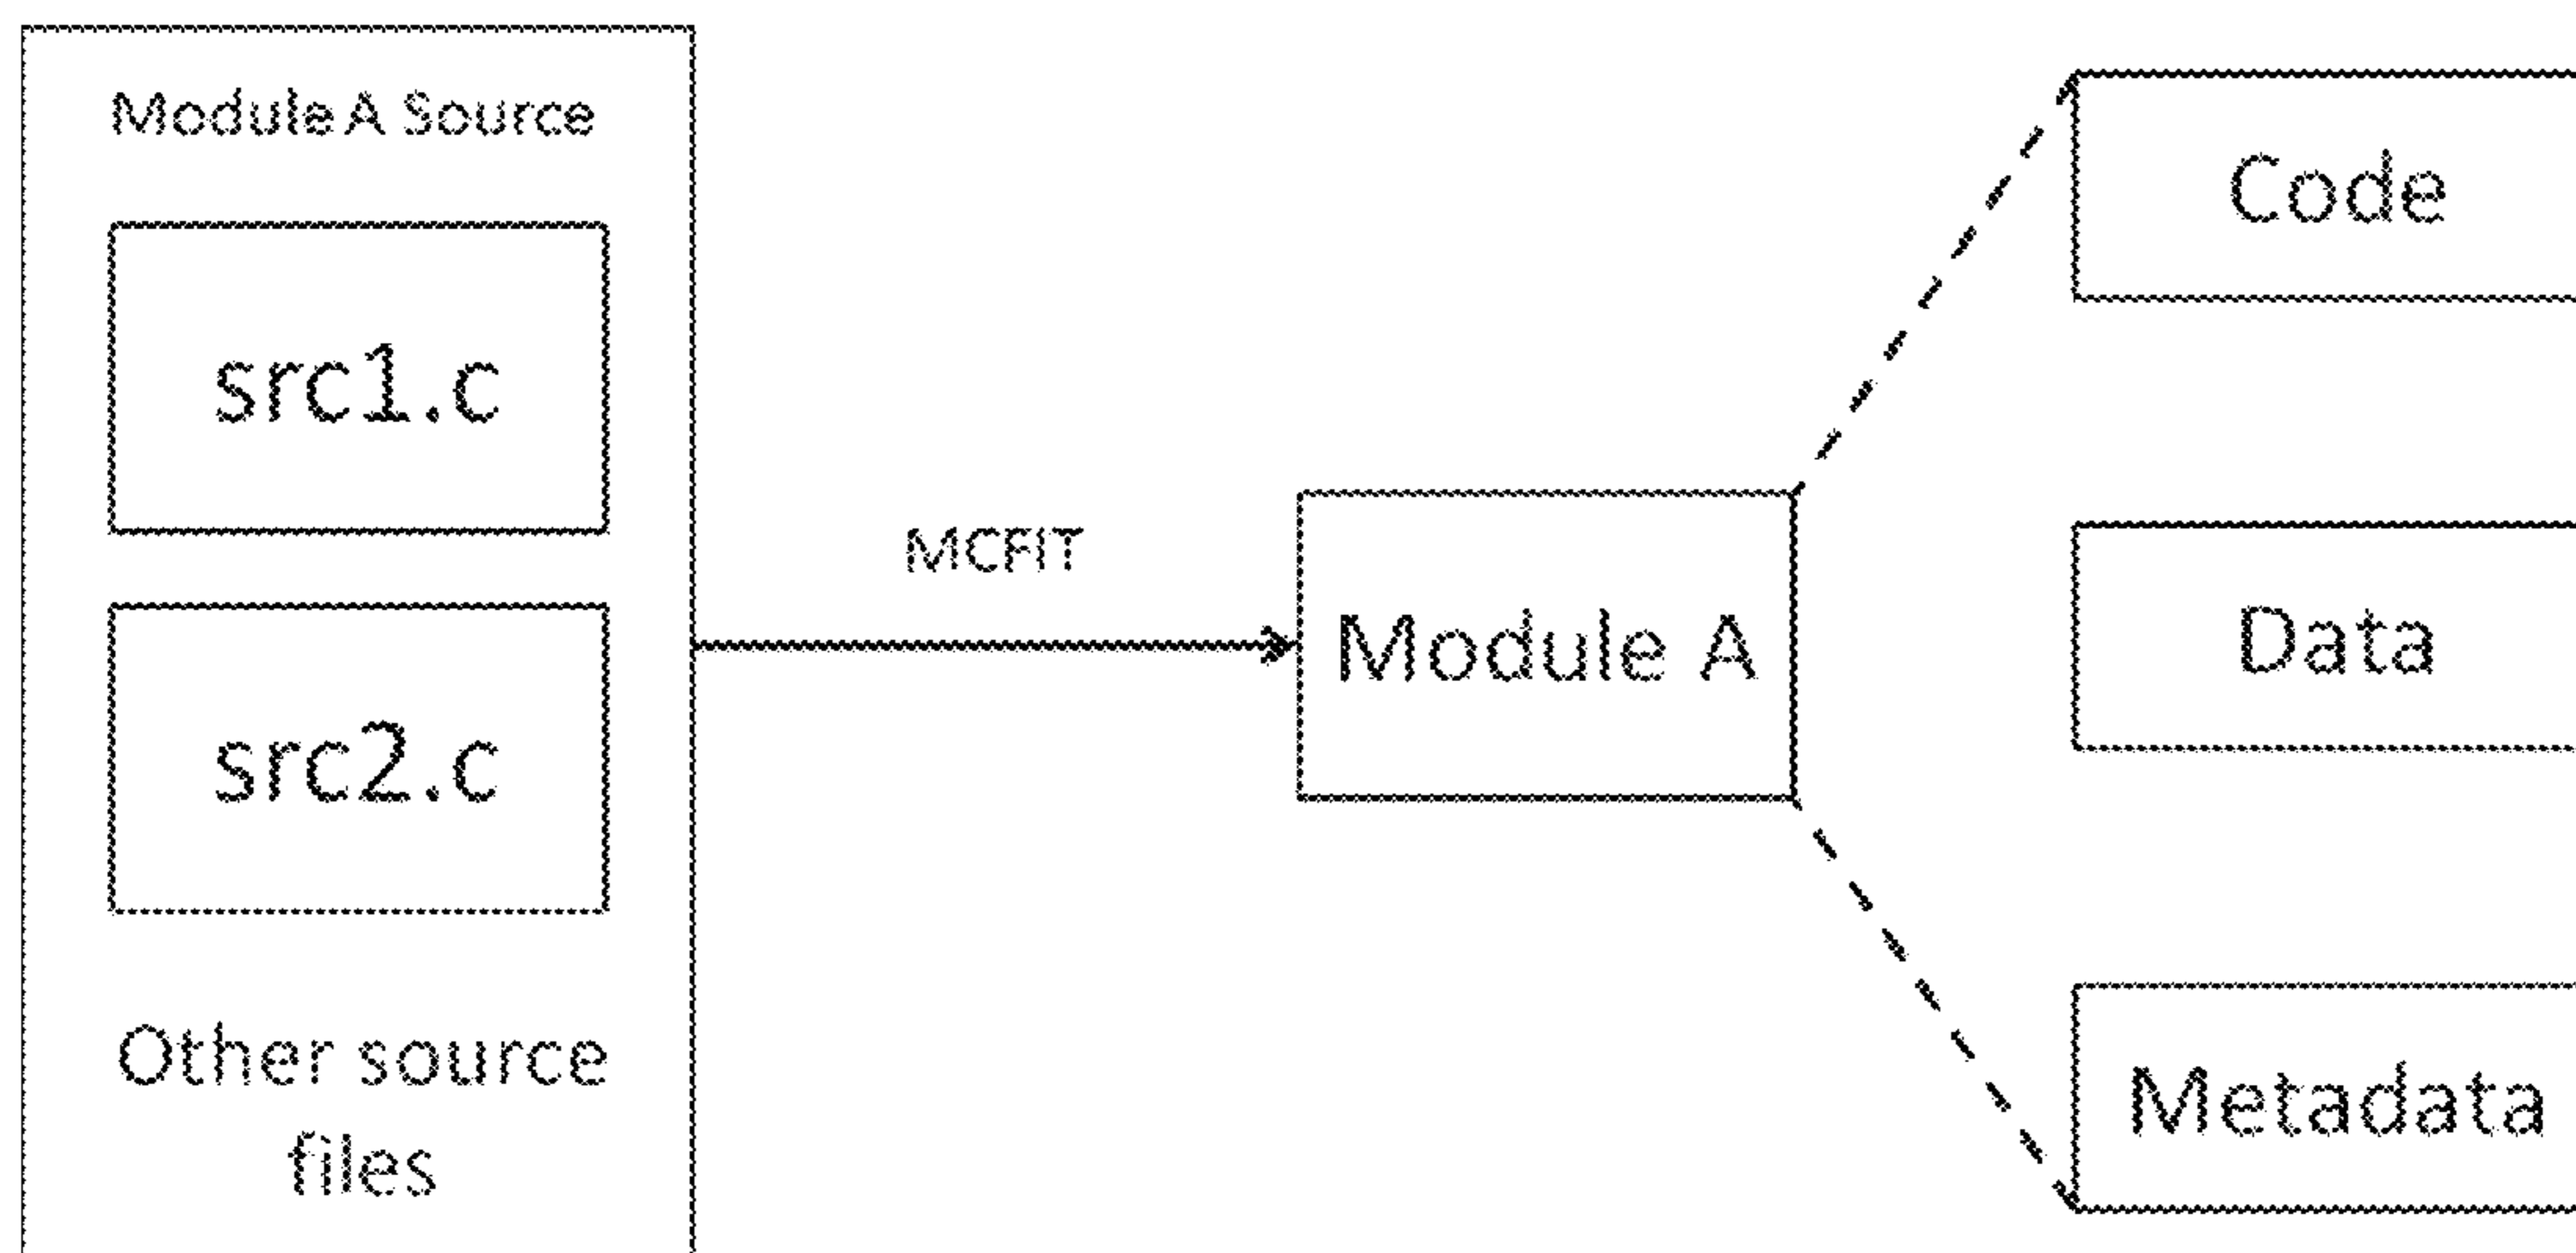 Module A Source
src1.c
src2.c
Other source
files
MCFIT
Module A
Code
Data
Metadata